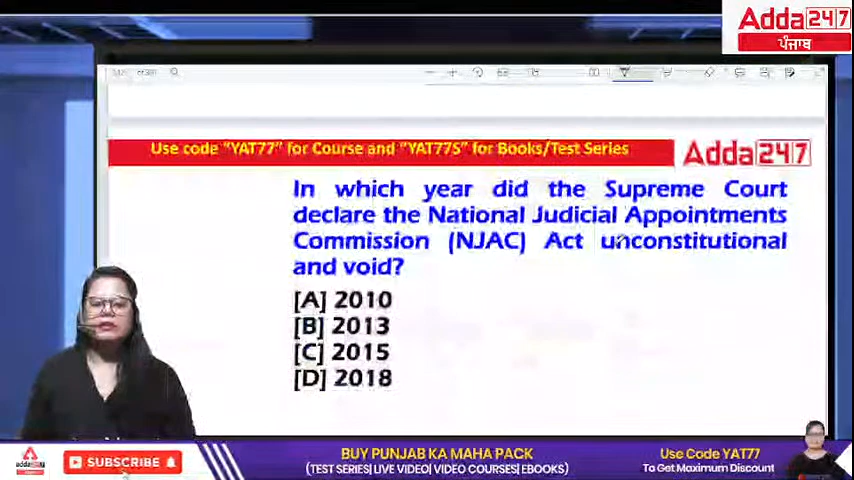 Adda247
ਪੰਜਾਬ
Use code "YAT77" for Course and "YAT77S" for Books/Test Series
Adda247
In which year did the Supreme Court
declare the National Judicial Appointments
Commission (NJAC) Act unconstitutional
and void?
[A] 2010
[B] 2013
[C] 2015
[D] 2018
adda247
SUBSCRIBE
BUY PUNJAB KA MAHA PACK
(TEST SERIES| LIVE VIDEO| VIDEO COURSES| EBOOKS)
Use Code YAT77
To Get Maximum Discount